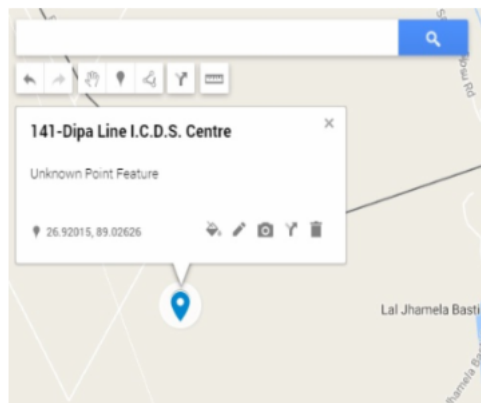 141-Dipa Line I.C.D.S. Centre
Unknown Point Feature
26.92015, 89.02626
Lal Jhamela Basti